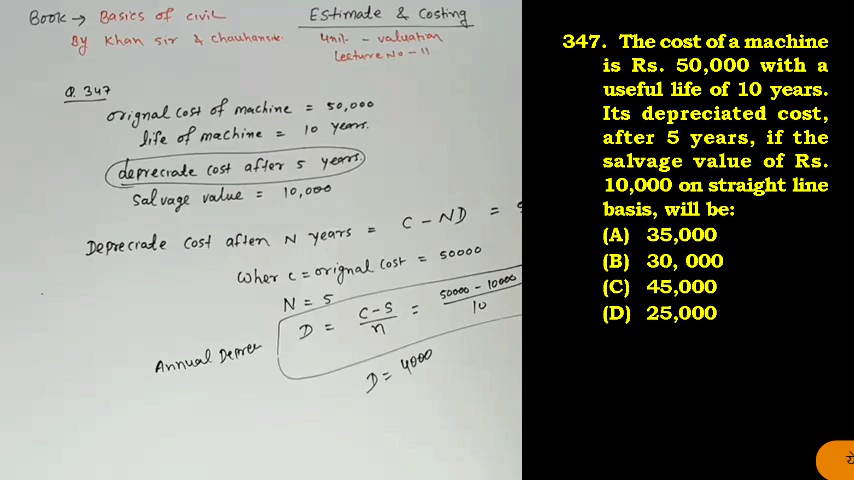 Book → Basics of civil
By Khan Sir & Chauhan
Estimate & Costing
Unit - valuation
Lecture No - 11
Q. 347
orignal cost of machine = 50,000
life of machine = 10 years.
depreciate cost after 5 years.
Salvage value = 10,000
Depreciate cost after N years = C - ND =
Wher c = orignal cost = 50000
N = 5
Annual Deprec
D = C-S/n = 50000 - 10000/10
D = 4000
347. The cost of a machine
is Rs. 50,000 with a
useful life of 10 years.
Its depreciated cost,
after 5 years, if the
salvage value of Rs.
10,000 on straight line
basis, will be:
(A) 35,000
(B) 30, 000
(C) 45,000
(D) 25,000